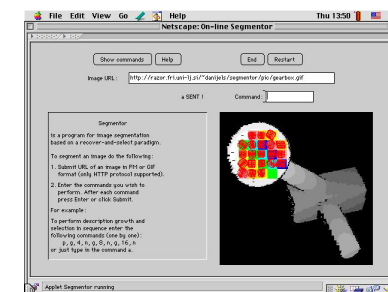 File Edit View Go Help Thu 13:50
Netscape: On-line Segmentor
Show commands Help End Restart
Image URL: http://razor.fri.uni-lj.si/~danijels/segmentor/pic/gearbox.gif
a SENT ! Command:
Segmentor
is a program for image segmentation
based on a recover-and-select paradigm.
To segment an image do the following:
1. Submit URL of an image in PM or GIF
format (only HTTP protocol supported).
2. Enter the commands you wish to
perform. After each command
press Enter or click Submit.
For example:
To perform description growth and
selection in sequence enter the
following commands (one by one):
p, g, 4, n, g, 8, n, g, 16, n
or just type in the command a.
Applet Segmentor running